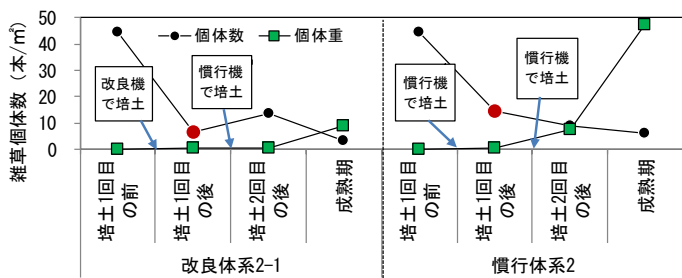 雑草個体数（本/㎡）
50
40
30
20
10
0
個体数
個体重
改良機
で培土
慣行機
で培土
慣行機
で培土
慣行機
で培土
培土1回目
の前
培土1回目
の後
培土2回目
の後
成熟期
培土1回目
の前
培土1回目
の後
培土2回目
の後
成熟期
改良体系2-1
慣行体系2